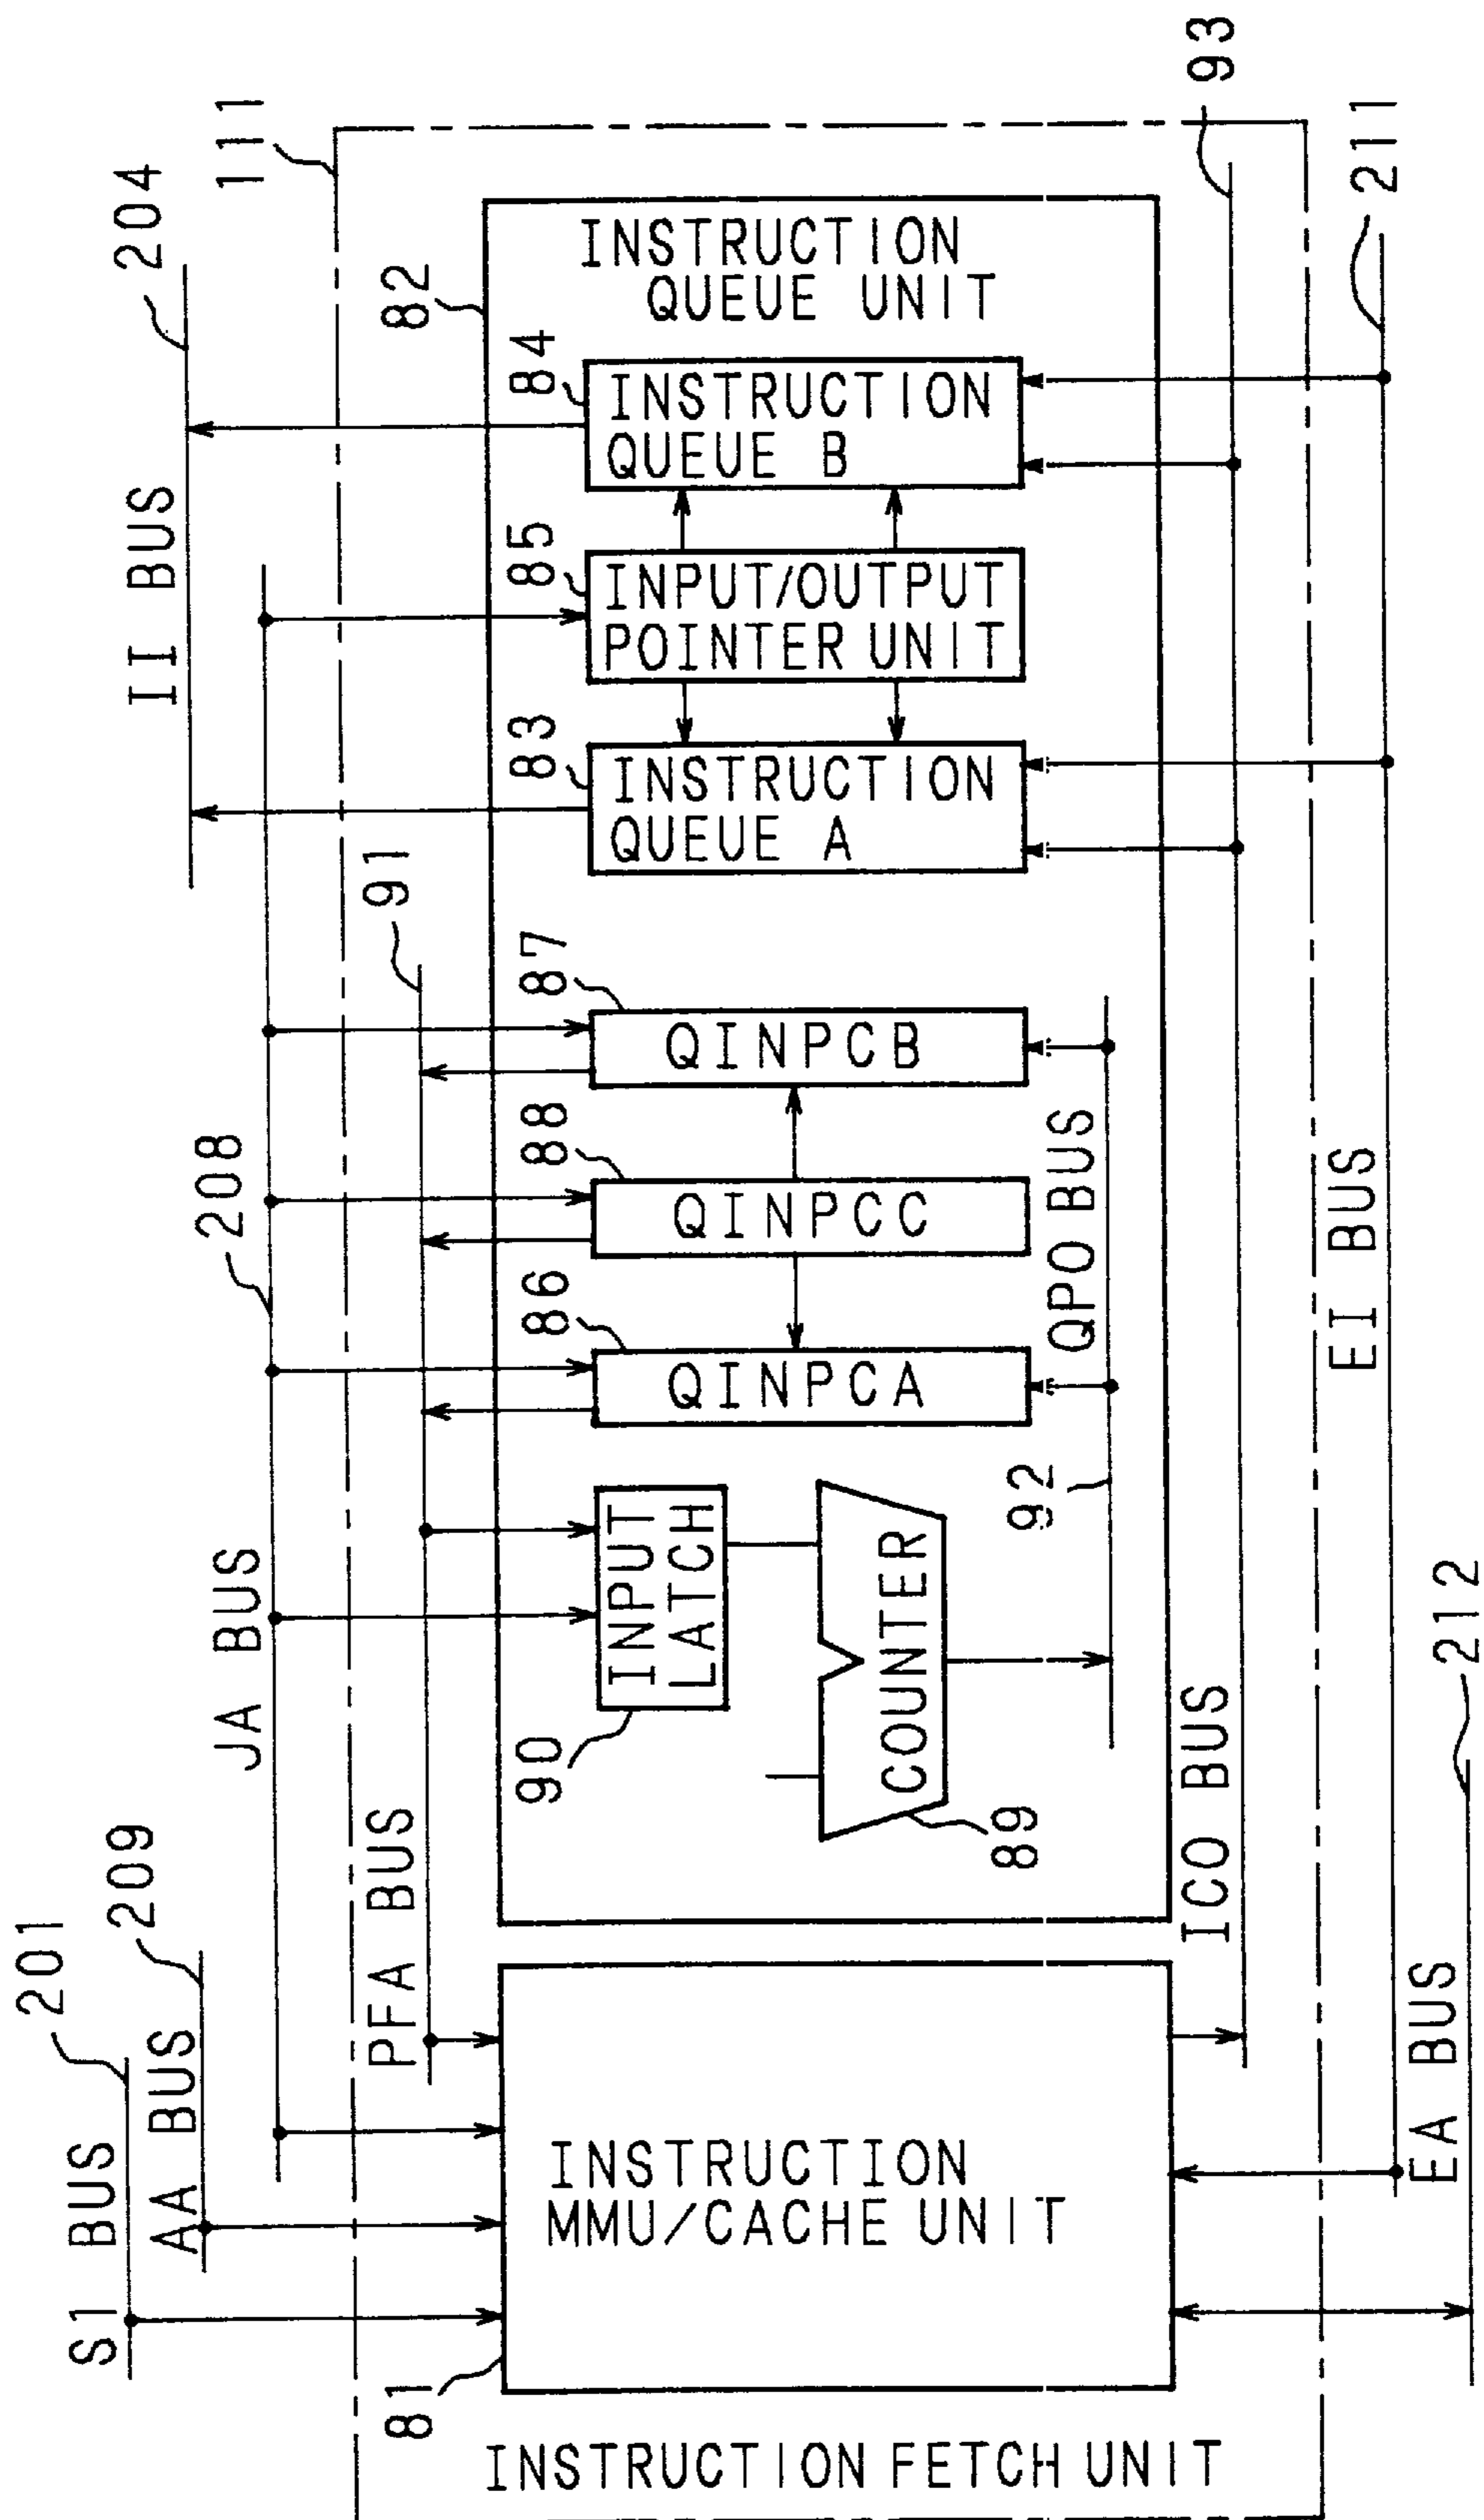 S1 BUS
201
AA BUS
209
JA BUS
208
II BUS
204
111
PFA BUS
91
INSTRUCTION FETCH UNIT
81
INSTRUCTION
MMU/CACHE UNIT
82
INSTRUCTION
QUEUE UNIT
90
INPUT
LATCH
89
COUNTER
86
QINPCA
88
QINPCC
87
QINPCB
83
INSTRUCTION
QUEUE A
85
INPUT/OUTPUT
POINTER UNIT
84
INSTRUCTION
QUEUE B
92
QPO BUS
ICO BUS
93
EI BUS
211
EA BUS
212